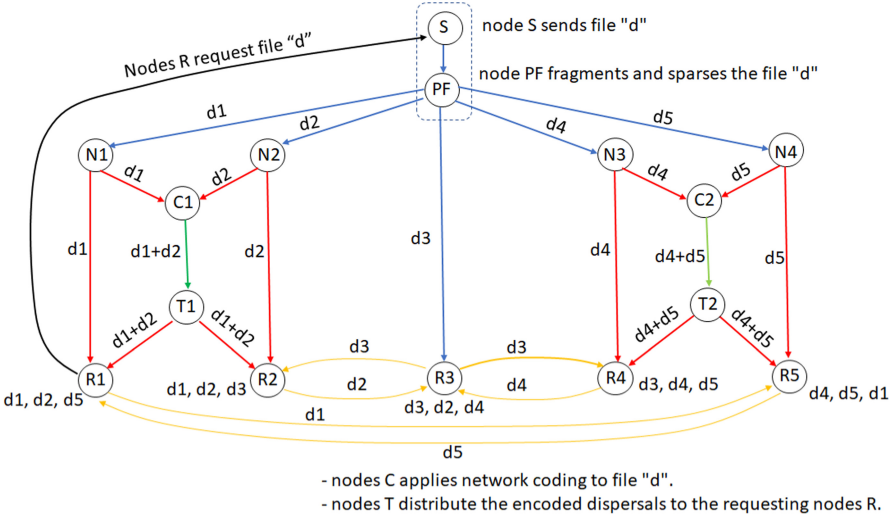 S
node S sends file "d"
Nodes R request file “d”
PF
node PF fragments and sparses the file "d"
d1
d2
d4
d5
N1
N2
N3
N4
d1
d2
d4
d5
C1
C2
d1
d1+d2
d2
d3
d4
d4+d5
d5
T1
T2
d1+d2
d1+d2
d4+d5
d4+d5
d3
d3
R1
R2
R3
R4
R5
d1, d2, d5
d1, d2, d3
d2
d4
d3, d4, d5
d4, d5, d1
d3, d2, d4
d1
d5
- nodes C applies network coding to file "d".
- nodes T distribute the encoded dispersals to the requesting nodes R.